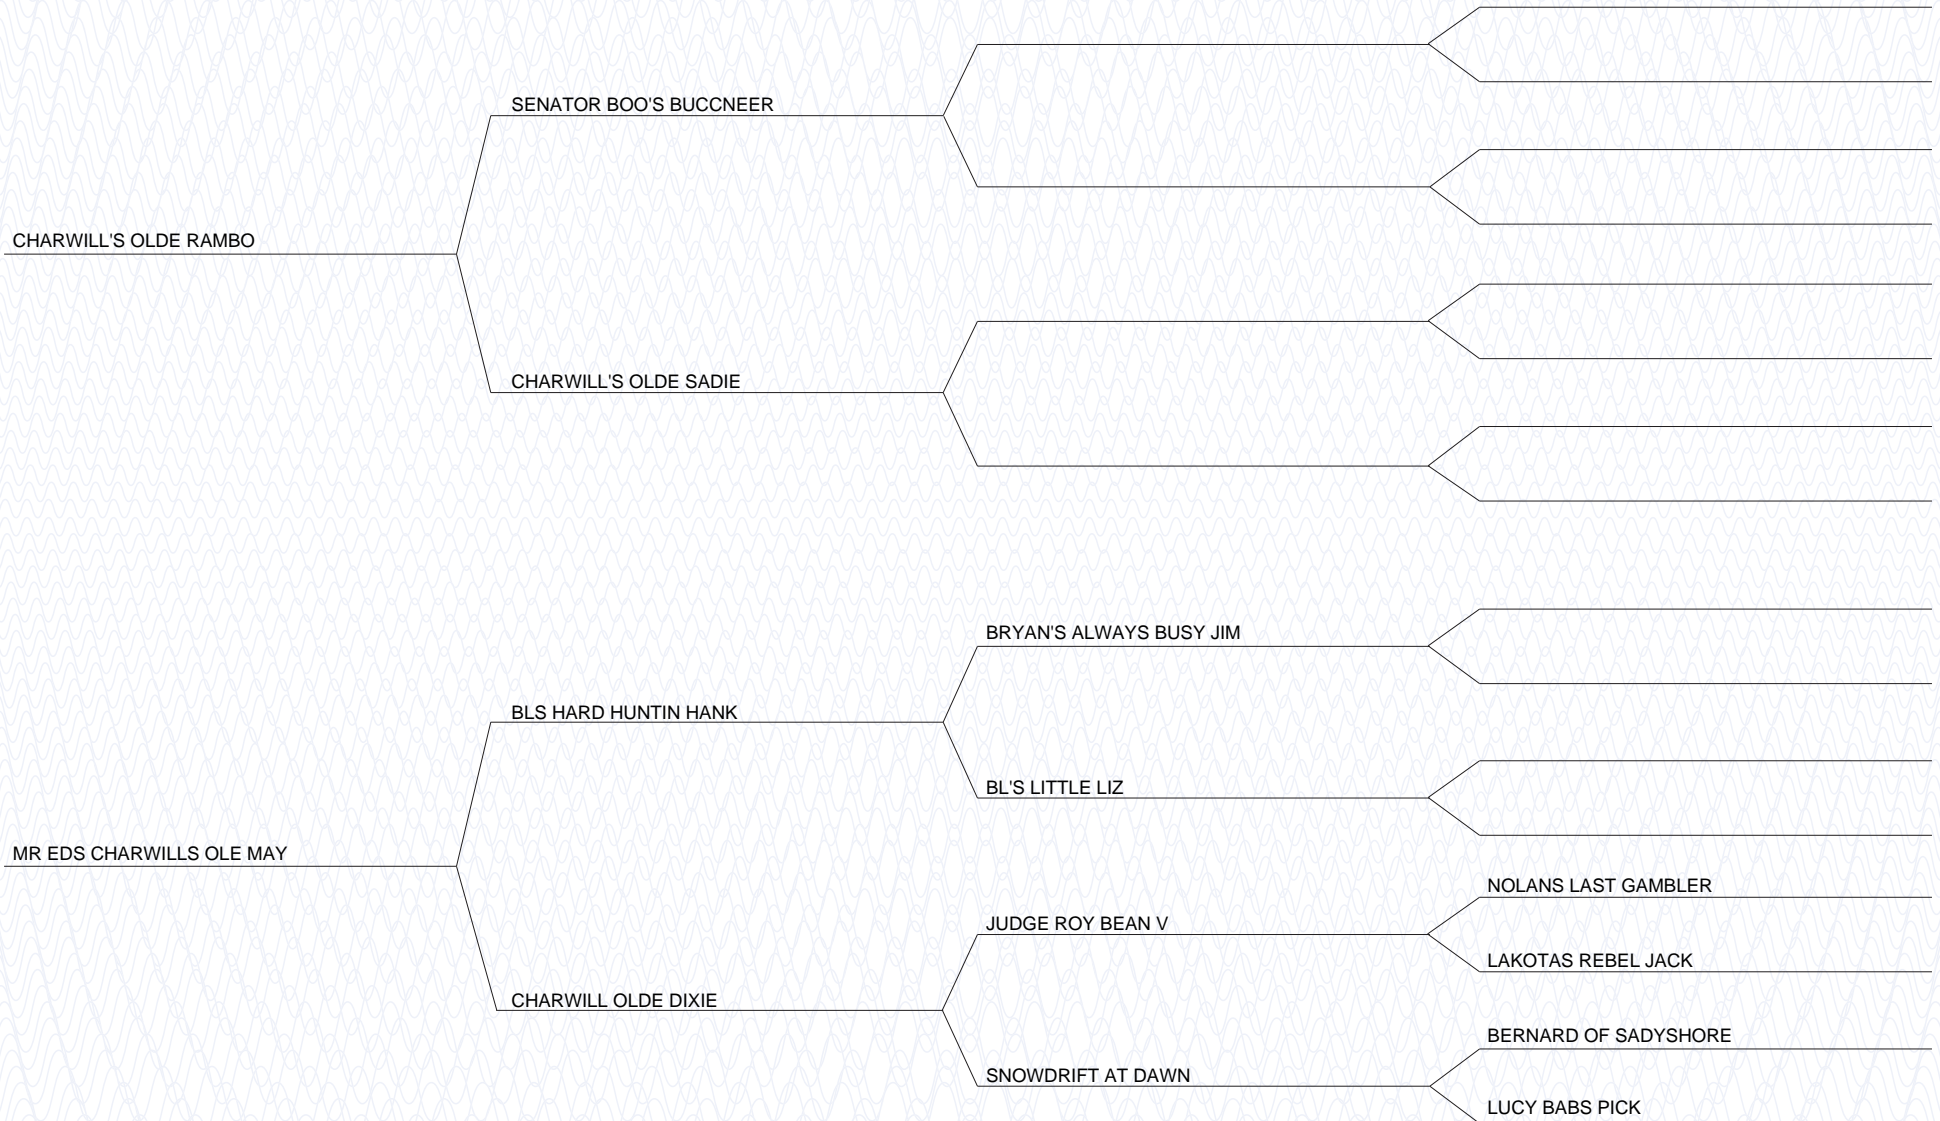 SENATOR BOO'S BUCCNEER
CHARWILL'S OLDE RAMBO
CHARWILL'S OLDE SADIE
BRYAN'S ALWAYS BUSY JIM
BLS HARD HUNTIN HANK
BL'S LITTLE LIZ
MR EDS CHARWILLS OLE MAY
NOLANS LAST GAMBLER
JUDGE ROY BEAN V
LAKOTAS REBEL JACK
CHARWILL OLDE DIXIE
BERNARD OF SADYSHORE
SNOWDRIFT AT DAWN
LUCY BABS PICK